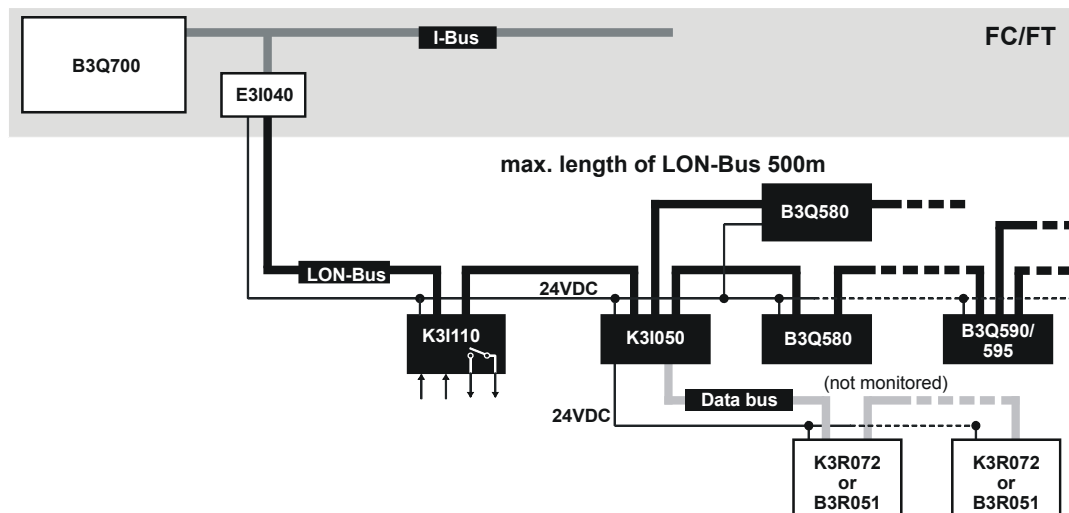 I-Bus
FC/FT
B3Q700
E3I040
max. length of LON-Bus 500m
B3Q580
LON-Bus
24VDC
K3I110
K3I050
B3Q580
B3Q590/
595
(not monitored)
Data bus
24VDC
K3R072
or
B3R051
K3R072
or
B3R051